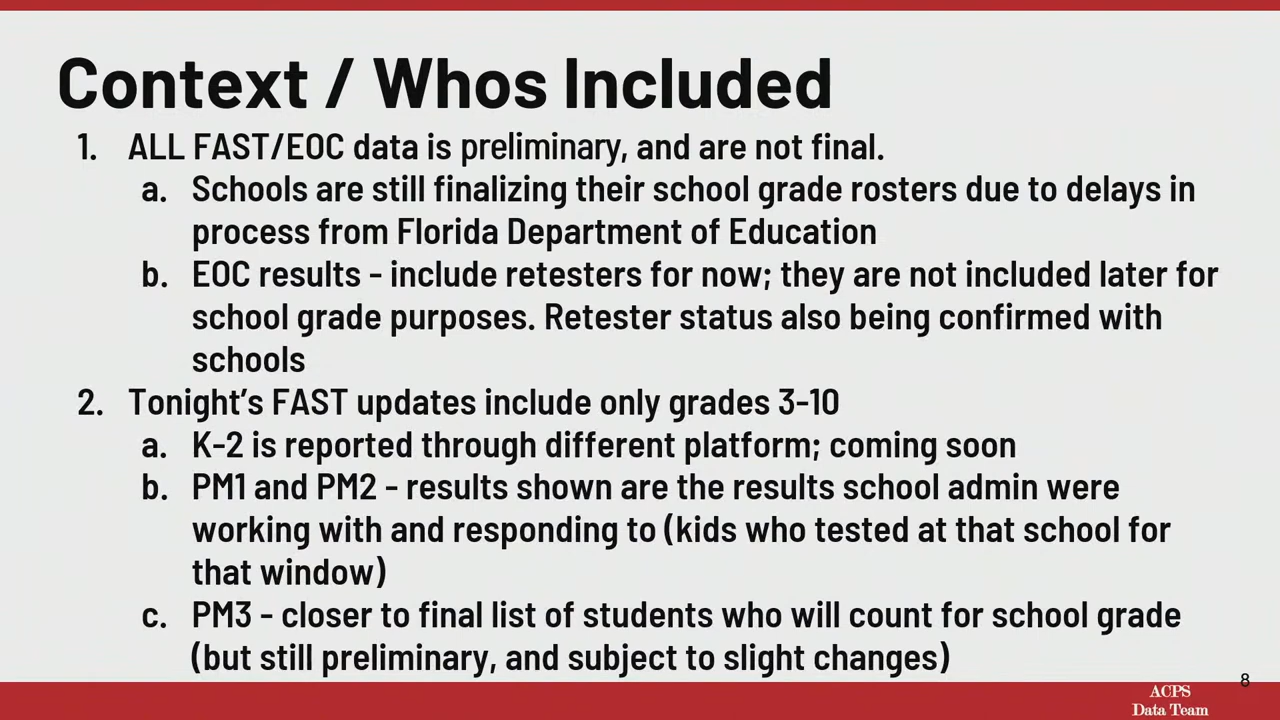 Context / Whos Included
1. ALL FAST/EOC data is preliminary, and are not final.
a. Schools are still finalizing their school grade rosters due to delays in
process from Florida Department of Education
b. EOC results - include retesters for now; they are not included later for
school grade purposes. Retester status also being confirmed with
schools
2. Tonight's FAST updates include only grades 3-10
a. K-2 is reported through different platform; coming soon
b. PM1 and PM2 - results shown are the results school admin were
working with and responding to (kids who tested at that school for
that window)
c. PM3 - closer to final list of students who will count for school grade
(but still preliminary, and subject to slight changes)
8
ACPS
Data Team